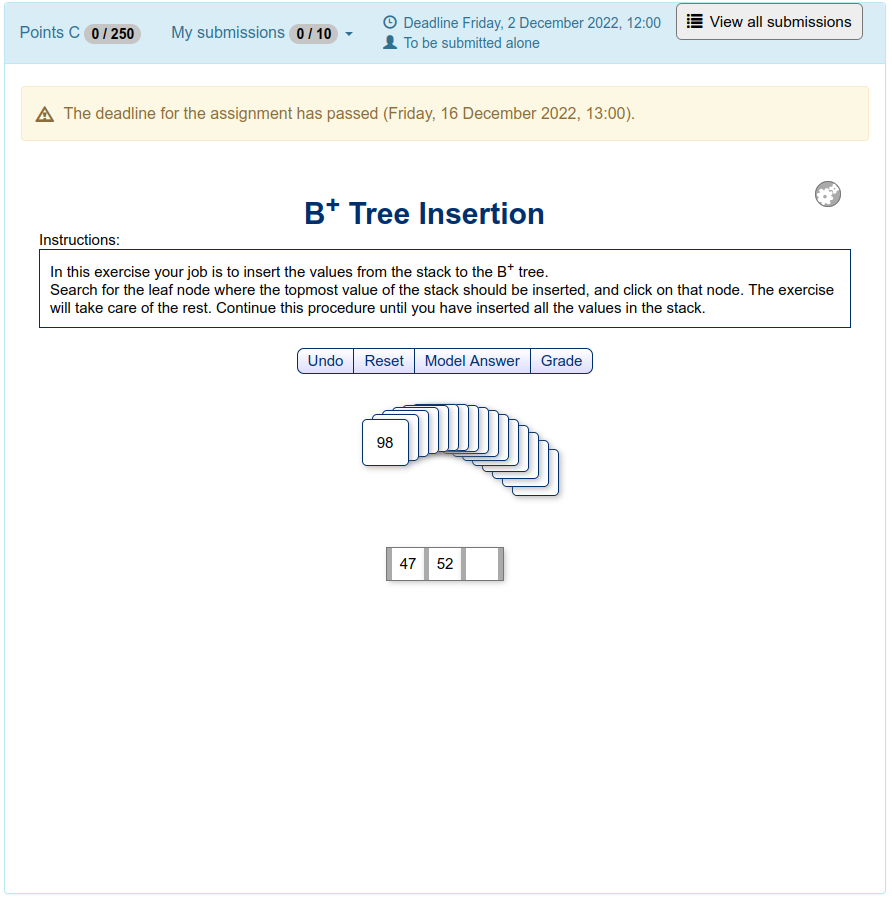 Points C 0 / 250 My submissions 0 / 10 Deadline Friday, 2 December 2022, 12:00 View all submissions
To be submitted alone
The deadline for the assignment has passed (Friday, 16 December 2022, 13:00).
B+ Tree Insertion
Instructions:
In this exercise your job is to insert the values from the stack to the B+ tree.
Search for the leaf node where the topmost value of the stack should be inserted, and click on that node. The exercise
will take care of the rest. Continue this procedure until you have inserted all the values in the stack.
Undo Reset Model Answer Grade
98
47 52